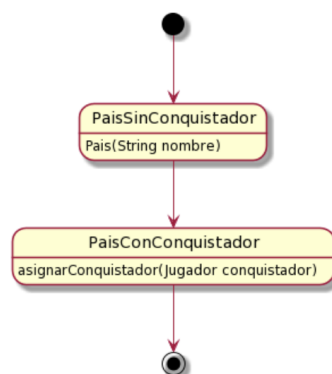 PaisSinConquistador
Pais(String nombre)
PaisConConquistador
asignarConquistador(Jugador conquistador)